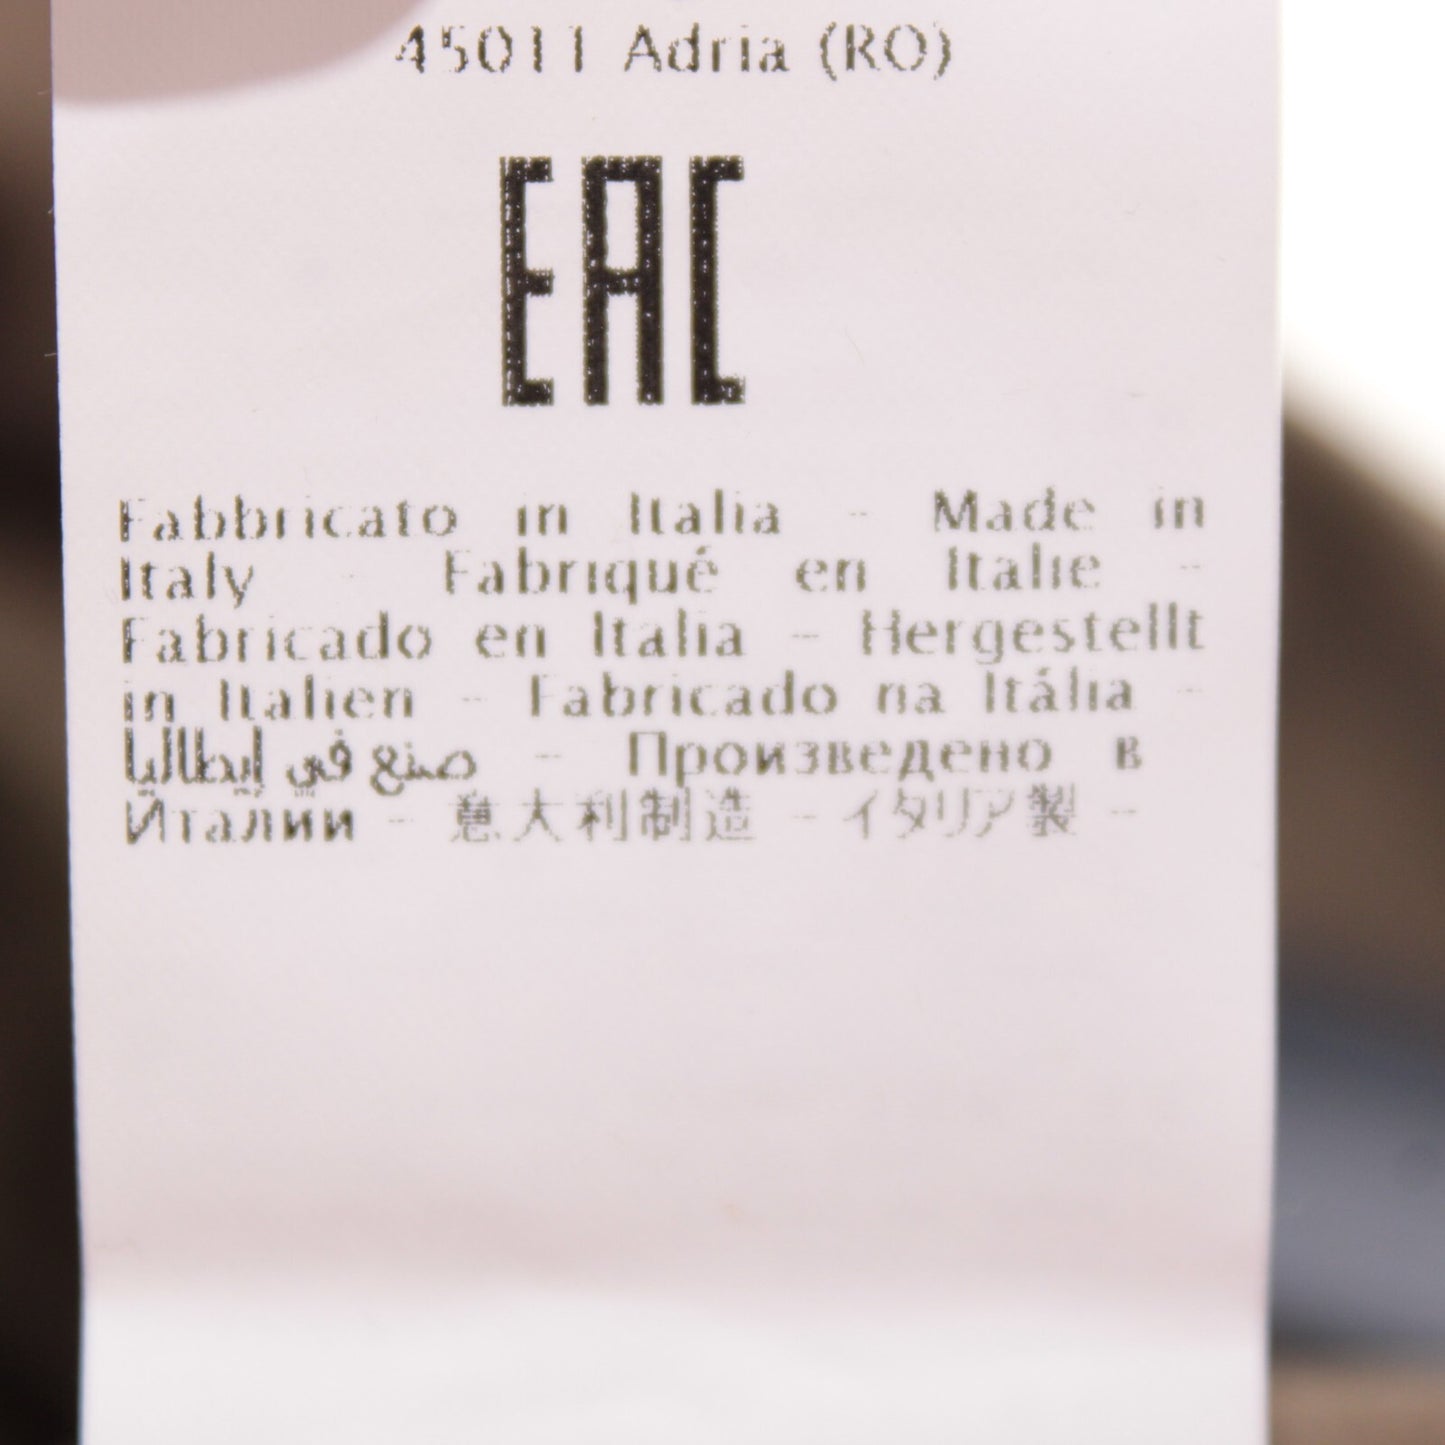 45011 Adria (RO)
EAC
Fabbricato in Italia - Made in
Italy - Fabriqué en Italie -
Fabricado en Italia - Hergestellt
in Italien - Fabricado na Itália -
صنع في إيطاليا - Произведено в
Италии - 意大利制造 - イタリア製 -